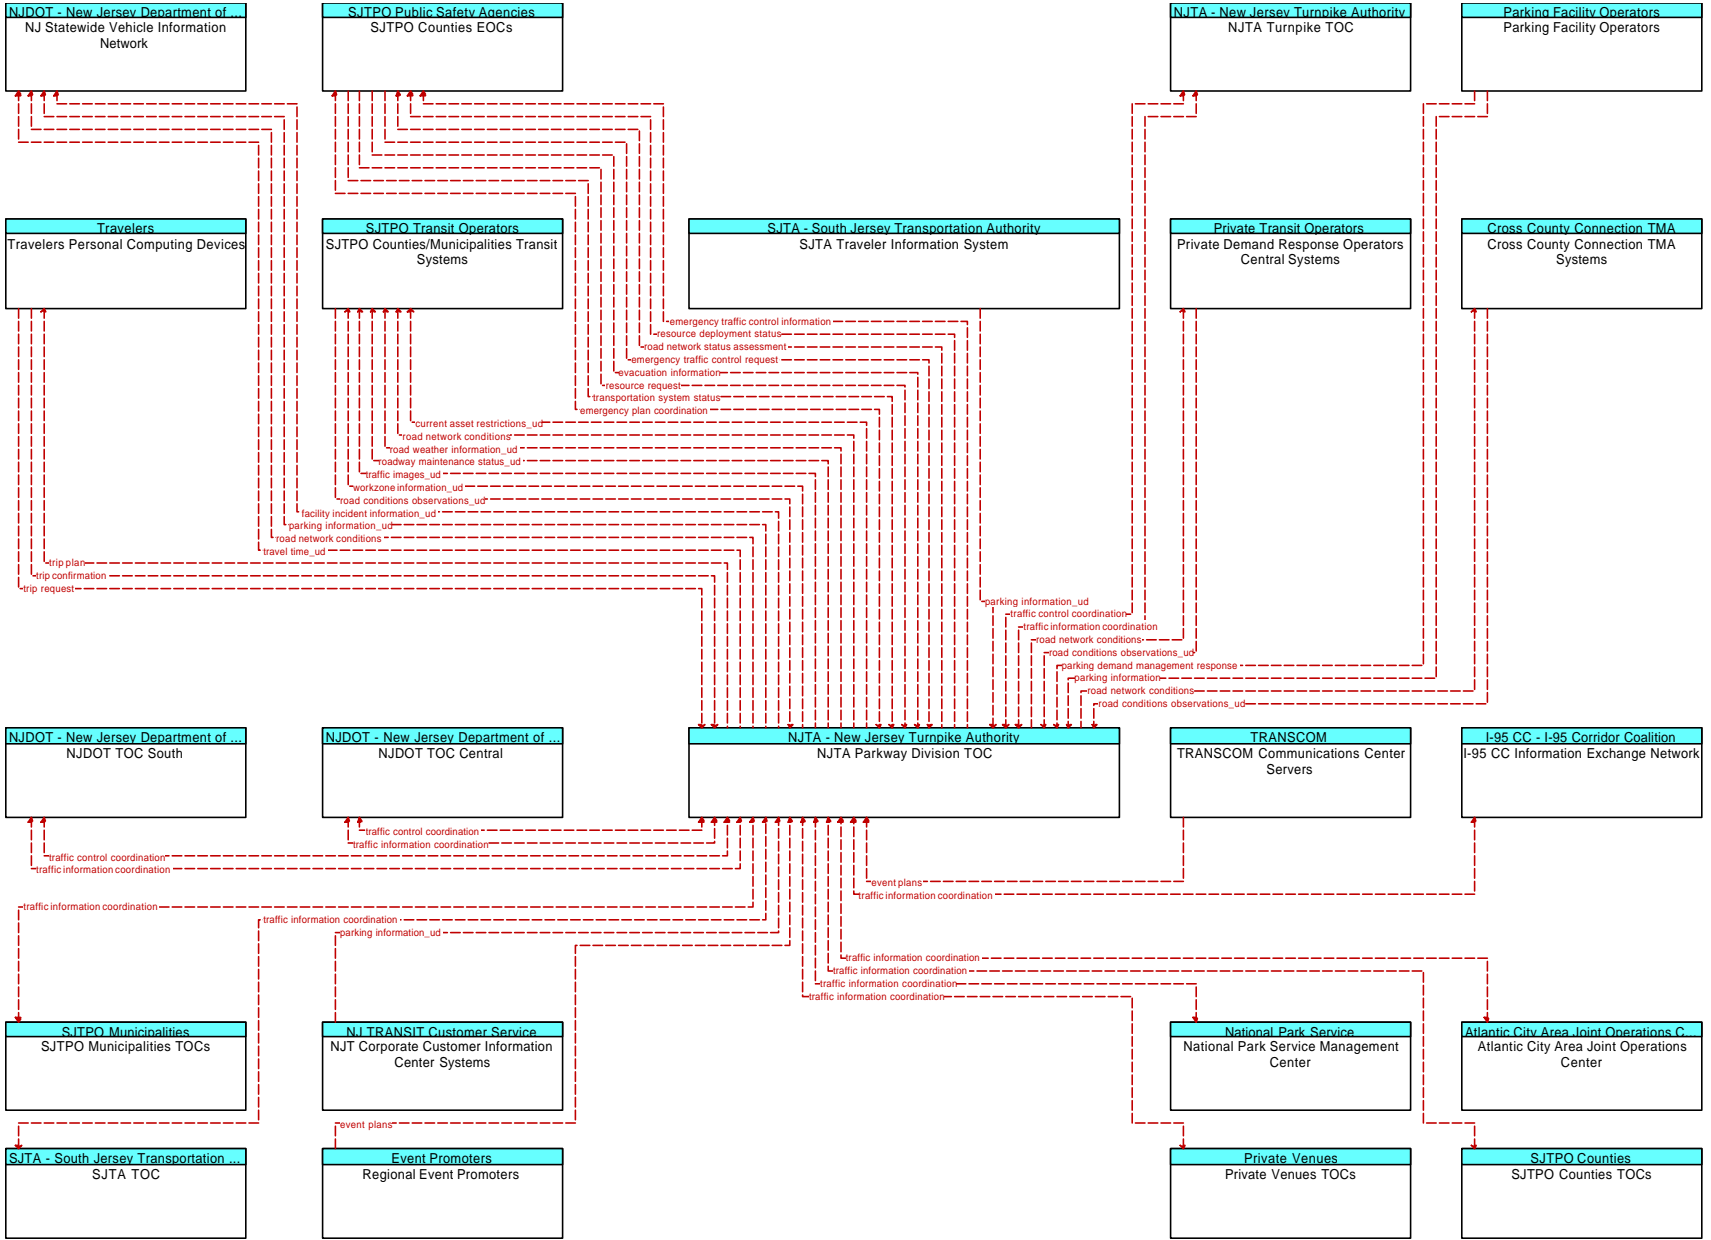 NJDOT - New Jersey Department of ...
NJ Statewide Vehicle Information
Network
SJTPO Public Safety Agencies
SJTPO Counties EOCs
NJTA - New Jersey Turnpike Authority
NJTA Turnpike TOC
Parking Facility Operators
Parking Facility Operators
Travelers
Travelers Personal Computing Devices
SJTPO Transit Operators
SJTPO Counties/Municipalities Transit
Systems
SJTA - South Jersey Transportation Authority
SJTA Traveler Information System
Private Transit Operators
Private Demand Response Operators
Central Systems
Cross County Connection TMA
Cross County Connection TMA
Systems
emergency traffic control information
resource deployment status
road network status assessment
emergency traffic control request
evacuation information
resource request
transportation system status
emergency plan coordination
current asset restrictions_ud
road network conditions
road weather information_ud
roadway maintenance status_ud
traffic images_ud
workzone information_ud
road conditions observations_ud
facility incident information_ud
parking information_ud
road network conditions
travel time_ud
trip plan
trip confirmation
trip request
parking information_ud
traffic control coordination
traffic information coordination
road network conditions
road conditions observations_ud
parking demand management response
parking information
road network conditions
road conditions observations_ud
NJDOT - New Jersey Department of ...
NJDOT TOC South
NJDOT - New Jersey Department of ...
NJDOT TOC Central
NJTA - New Jersey Turnpike Authority
NJTA Parkway Division TOC
TRANSCOM
TRANSCOM Communications Center
Servers
I-95 CC - I-95 Corridor Coalition
I-95 CC Information Exchange Network
traffic control coordination
traffic information coordination
traffic control coordination
traffic information coordination
event plans
traffic information coordination
traffic information coordination
traffic information coordination
parking information_ud
traffic information coordination
traffic information coordination
traffic information coordination
traffic information coordination
SJTPO Municipalities
SJTPO Municipalities TOCs
NJ TRANSIT Customer Service
NJT Corporate Customer Information
Center Systems
National Park Service
National Park Service Management
Center
Atlantic City Area Joint Operations C...
Atlantic City Area Joint Operations
Center
event plans
SJTA - South Jersey Transportation ...
SJTA TOC
Event Promoters
Regional Event Promoters
Private Venues
Private Venues TOCs
SJTPO Counties
SJTPO Counties TOCs